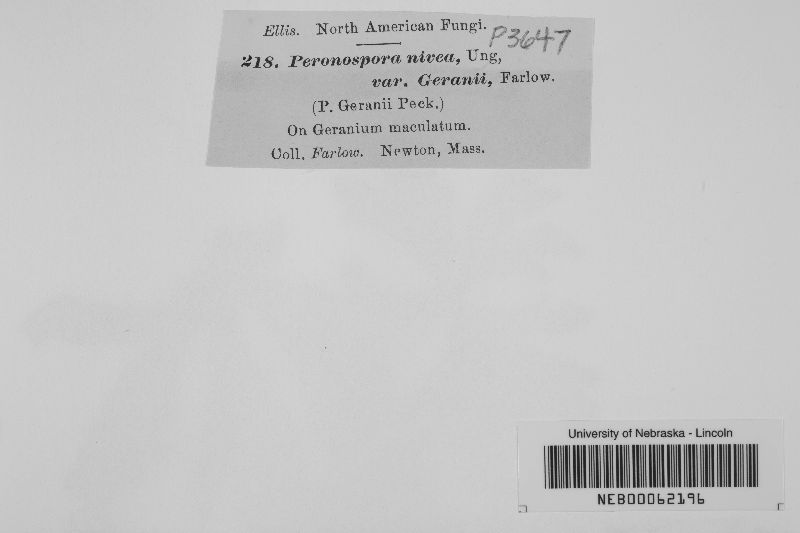 Ellis. North American Fungi.
P3647
218. Peronospora nivea, Ung,
var. Geranii, Farlow.
(P. Geranii Peck.)
On Geranium maculatum.
Coll. Farlow. Newton, Mass.
University of Nebraska - Lincoln
NEB00062196